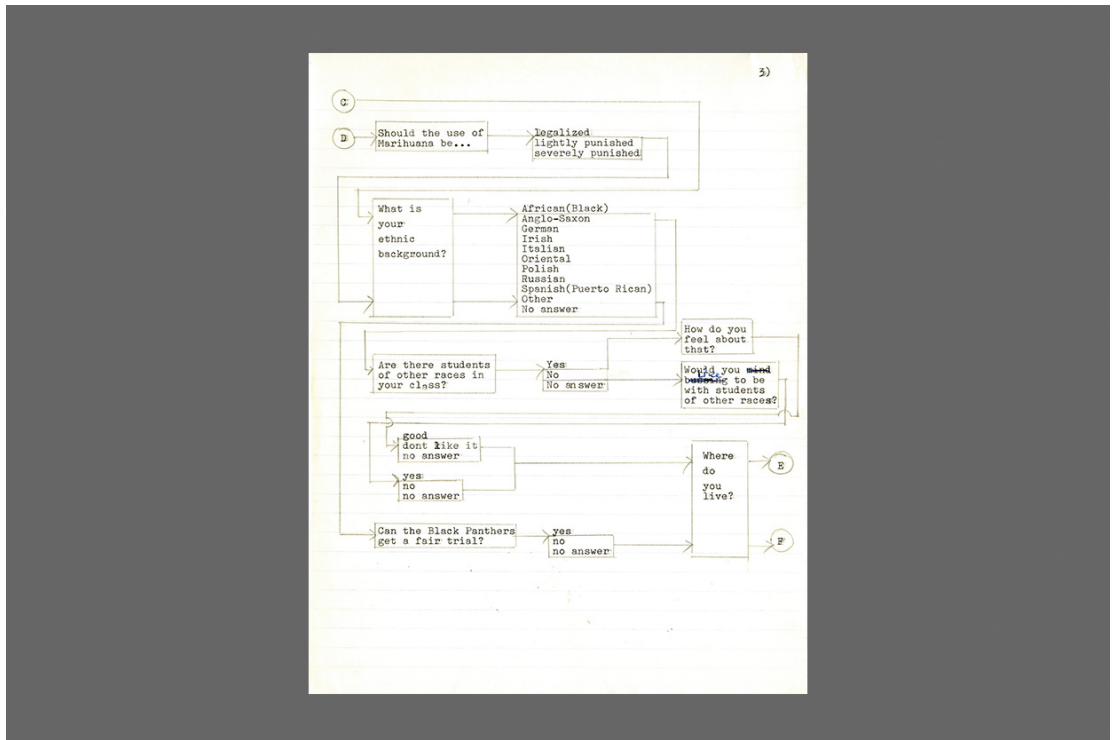 3)
C
D
Should the use of
Marihuana be...
Legalized
lightly punished
severely punished
What is
your
ethnic
background?
African(Black)
Anglo-Saxon
German
Irish
Italian
Oriental
Polish
Russian
Spanish(Puerto Rican)
Other
No answer
How do you
feel about
that?
Are there students
of other races in
your class?
Yes
No
No answer
Would you mind
like
bussing to be
with students
of other races?
good
dont like it
no answer
yes
no
no answer
Where
do
you
live?
E
F
Can the Black Panthers
get a fair trial?
yes
no
no answer